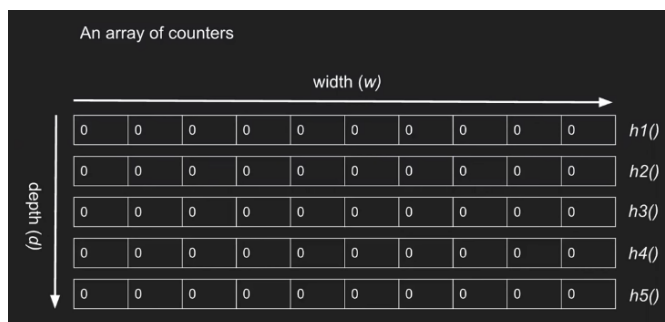 An array of counters
width (w)
depth (d)
0 0 0 0 0 0 0 0 0 0 h1()
0 0 0 0 0 0 0 0 0 0 h2()
0 0 0 0 0 0 0 0 0 0 h3()
0 0 0 0 0 0 0 0 0 0 h4()
0 0 0 0 0 0 0 0 0 0 h5()